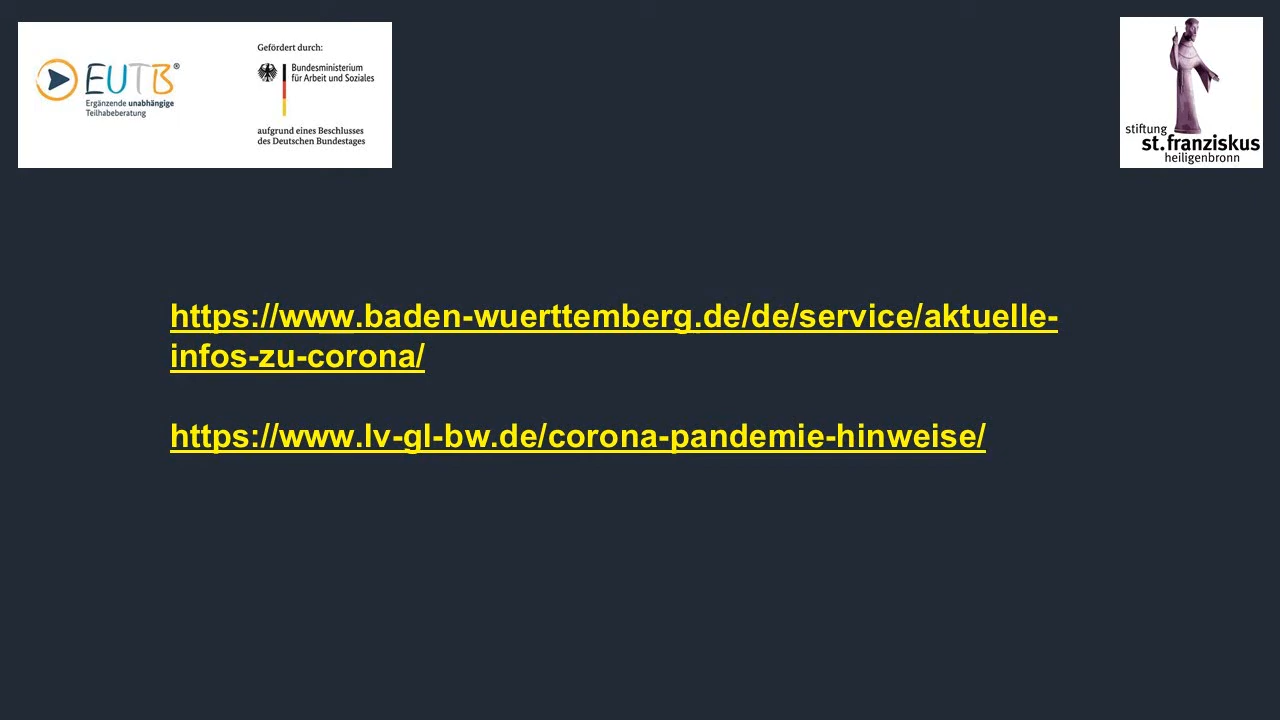 EUTB®
Ergänzende unabhängige
Teilhabeberatung
Gefördert durch:
Bundesministerium
für Arbeit und Soziales
aufgrund eines Beschlusses
des Deutschen Bundestages
stiftung
st.franziskus
heiligenbronn
https://www.baden-wuerttemberg.de/de/service/aktuelle-
infos-zu-corona/
https://www.lv-gl-bw.de/corona-pandemie-hinweise/